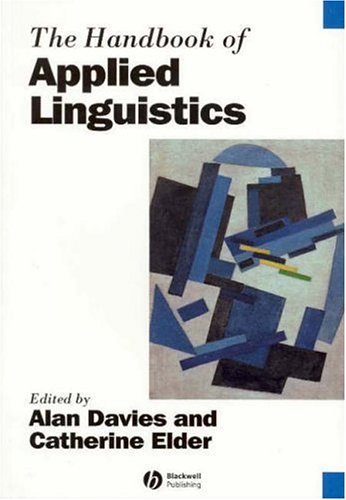 The Handbook of
Applied
Linguistics
Edited by
Alan Davies and
Catherine Elder
Blackwell
Publishing